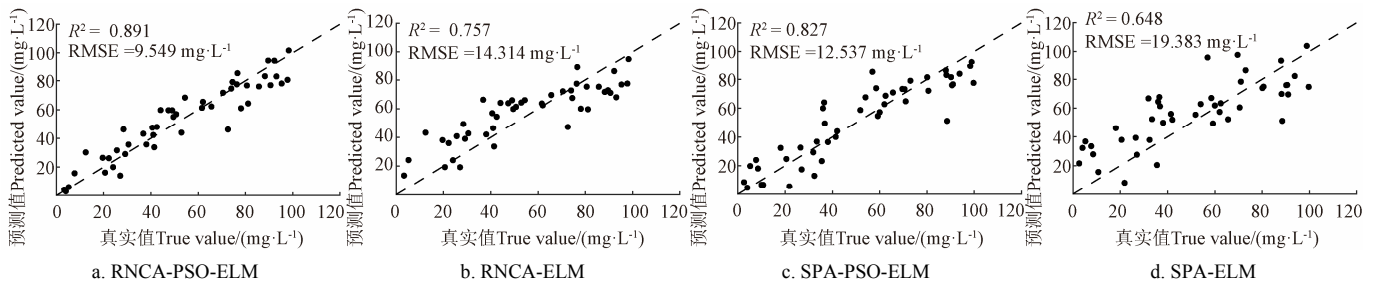 R² = 0.891
RMSE =9.549 mg·L⁻¹
120
100
80
60
40
20
0 20 40 60 80 100 120
预测值Predicted value/(mg·L⁻¹)
真实值True value/(mg·L⁻¹)
a. RNCA-PSO-ELM
R² = 0.757
RMSE =14.314 mg·L⁻¹
120
100
80
60
40
20
0 20 40 60 80 100 120
预测值Predicted value/(mg·L⁻¹)
真实值True value/(mg·L⁻¹)
b. RNCA-ELM
R² = 0.827
RMSE =12.537 mg·L⁻¹
120
100
80
60
40
20
0 20 40 60 80 100 120
预测值Predicted value/(mg·L⁻¹)
真实值True value/(mg·L⁻¹)
c. SPA-PSO-ELM
R² = 0.648
RMSE =19.383 mg·L⁻¹
120
100
80
60
40
20
0 20 40 60 80 100 120
预测值Predicted value/(mg·L⁻¹)
真实值True value/(mg·L⁻¹)
d. SPA-ELM